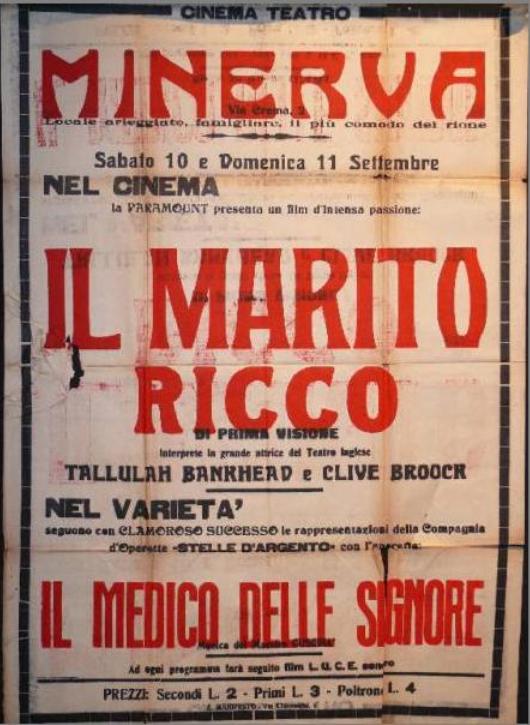 CINEMA TEATRO
MINERVA
Via Crema, 2
Locale arieggiato, famigliare, il più comodo del rione
Sabato 10 e Domenica 11 Settembre
NEL CINEMA
la PARAMOUNT presenta un film d'intensa passione:
IL MARITO
RICCO
DI PRIMA VISIONE
Interprete la grande attrice del Teatro Inglese
TALLULAH BANKHEAD e CLIVE BROOCK
NEL VARIETA'
seguono con CLAMOROSO SUCCESSO le rappresentazioni della Compagnia
d'Operette "STELLE D'ARGENTO" con l'operetta:
IL MEDICO DELLE SIGNORE
Musica del Maestro
Ad ogni programma farà seguito film L.U.C.E. sonoro
PREZZI: Secondi L. 2 - Primi L. 3 - Poltrone L. 4